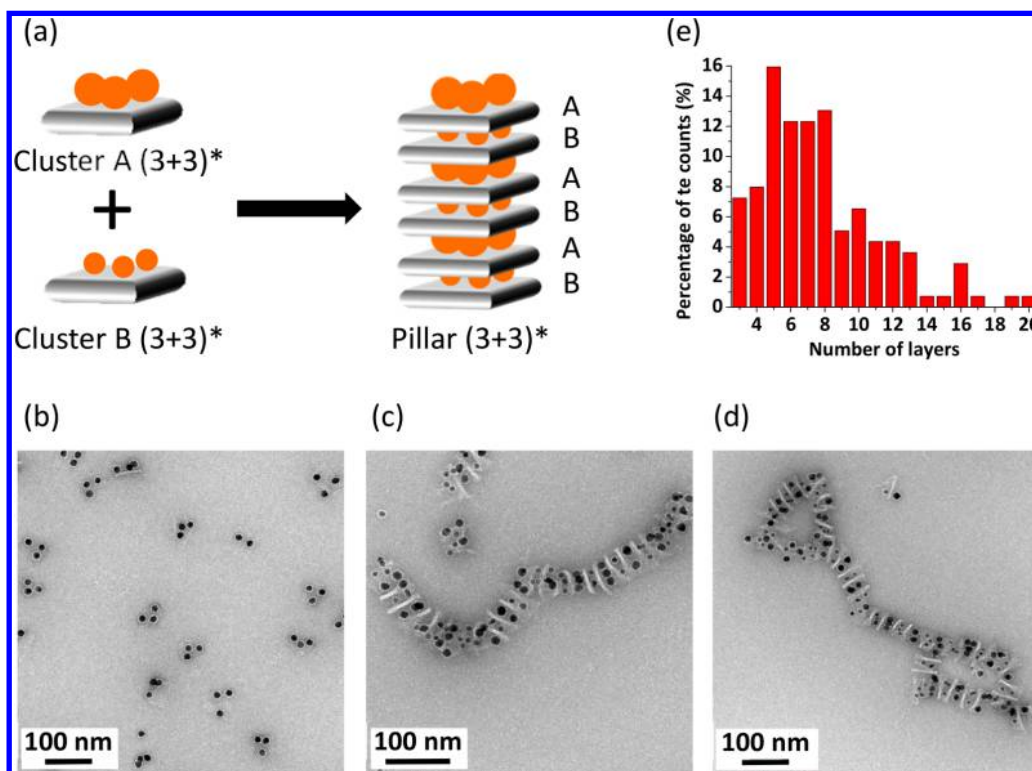 (a)
Cluster A (3+3)*
+
Cluster B (3+3)*
A
B
A
B
A
B
Pillar (3+3)*
(e)
Percentage of te counts (%)
16
14
12
10
8
6
4
2
0
4 6 8 10 12 14 16 18 20
Number of layers
(b)
100 nm
(c)
100 nm
(d)
100 nm